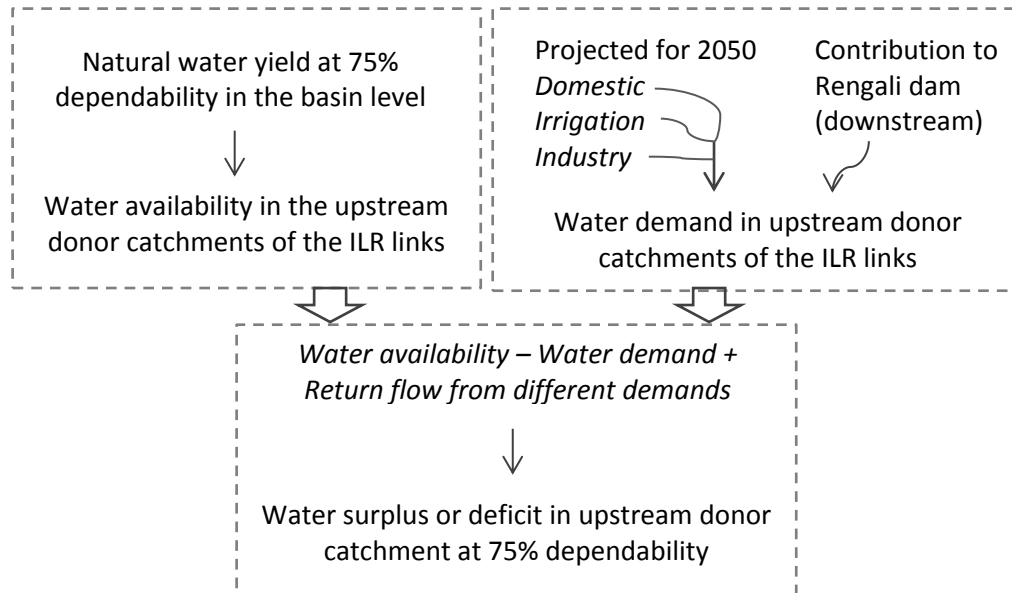 Natural water yield at 75%
dependability in the basin level
Water availability in the upstream
donor catchments of the ILR links
Projected for 2050
Domestic
Irrigation
Industry
Contribution to
Rengali dam
(downstream)
Water demand in upstream donor
catchments of the ILR links
Water availability – Water demand +
Return flow from different demands
Water surplus or deficit in upstream donor
catchment at 75% dependability